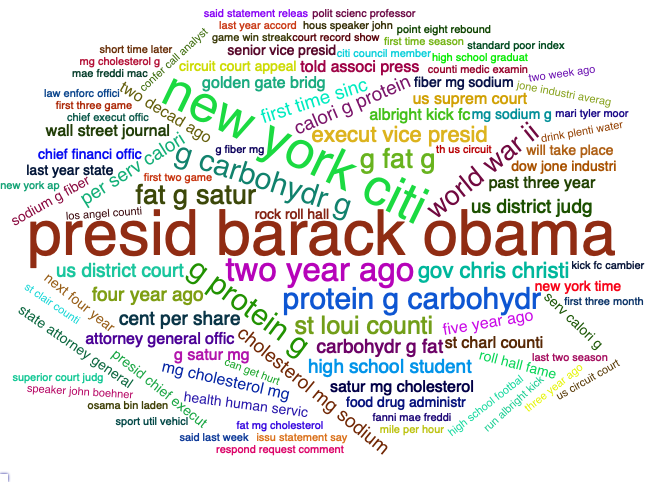 said statement releas
polit scienc professor
last year accord
hous speaker john
game win streak
court record show
point eight rebound
short time later
confer call analyst
senior vice presid
citi council member
first time season
standard poor index
high school graduat
mg cholesterol g
circuit court appeal
told associ press
counti medic examin
two week ago
mae freddi mac
two decad ago
golden gate bridg
fiber mg sodium
jone industri averag
law enforc offici
new york citi
first time sinc
calori g protein
us suprem court
first three game
albright kick fc
mg sodium g
mari tyler moor
chief execut offic
wall street journal
execut vice presid
drink plenti water
g fiber mg
th us circuit
will take place
chief financi offic
per serv calori
g carbohydr g
g fat g
world war ii
dow jone industri
last year state
first two game
past three year
new york ap
sodium g fiber
fat g satur
los angel counti
rock roll hall
us district judg
presid barack obama
us district court
g protein g
two year ago
gov chris christi
kick fc cambier
next four year
four year ago
protein g carbohydr
new york time
st clair counti
first three month
cent per share
st loui counti
five year ago
serv calori g
state attorney general
attorney general offic
cholesterol mg sodium
carbohydr g fat
st charl counti
presid chief execut
g satur mg
can get hurt
high school student
roll hall fame
last two season
superior court judg
mg cholesterol mg
satur mg cholesterol
three year ago
us circuit court
speaker john boehner
health human servic
food drug administr
high school footbal
run albright kick
osama bin laden
sport util vehicl
fat mg cholesterol
fanni mae freddi
mile per hour
said last week
issu statement say
respond request comment